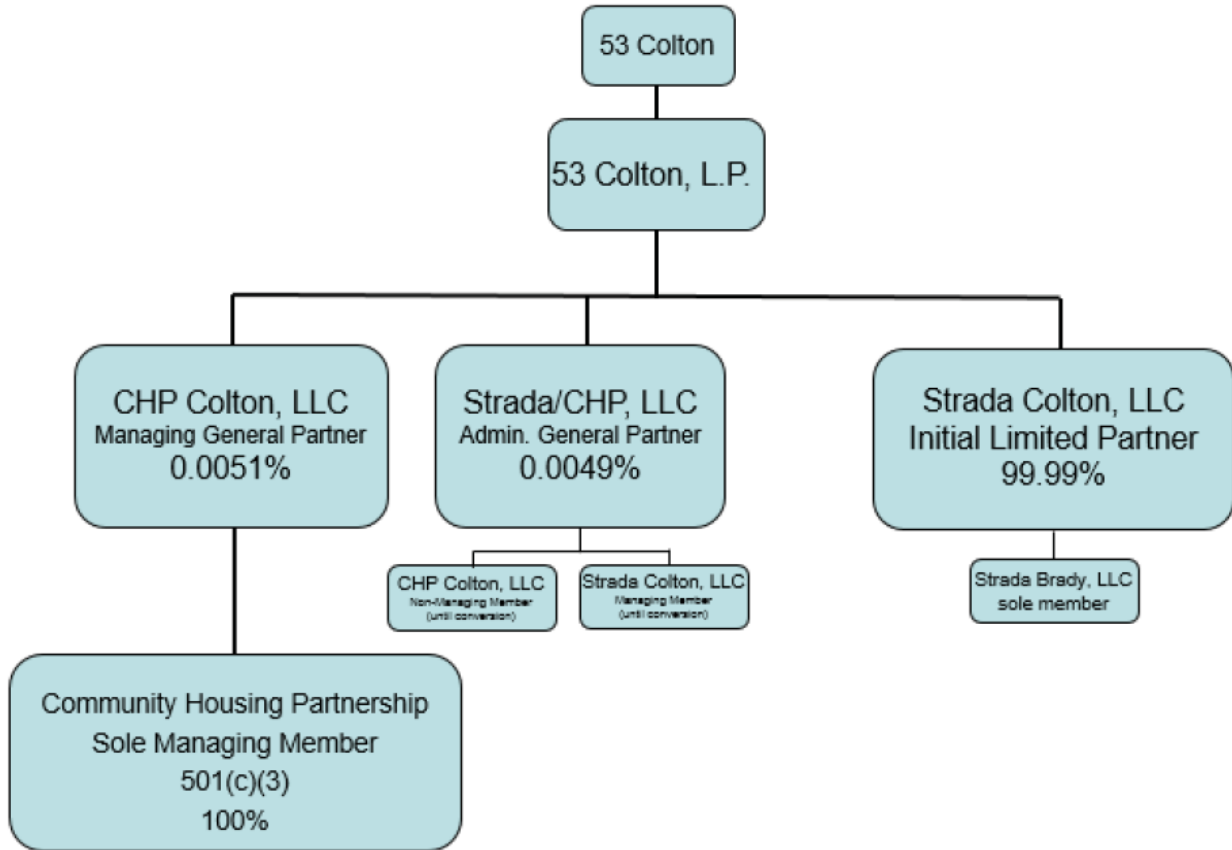 53 Colton
53 Colton, L.P.
CHP Colton, LLC
Managing General Partner
0.0051%
Strada/CHP, LLC
Admin. General Partner
0.0049%
Strada Colton, LLC
Initial Limited Partner
99.99%
CHP Colton, LLC
Non-Managing Member
(until conversion)
Strada Colton, LLC
Managing Member
(until conversion)
Strada Brady, LLC
sole member
Community Housing Partnership
Sole Managing Member
501(c)(3)
100%